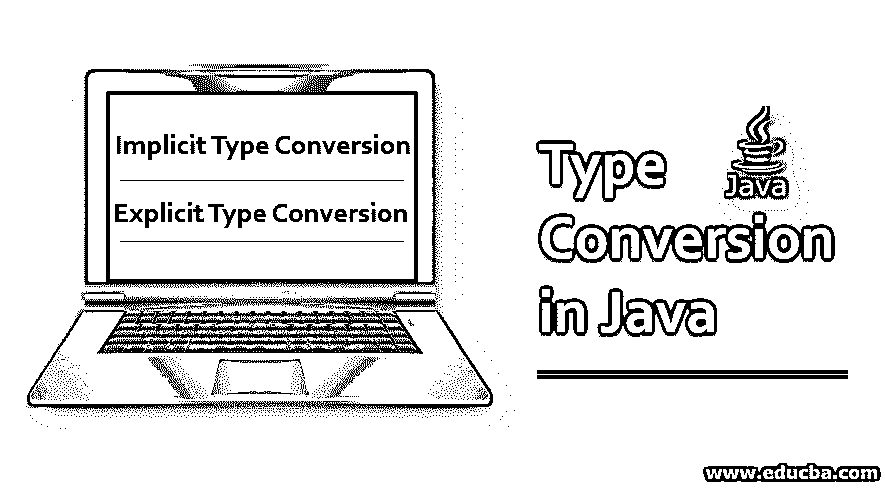 Implicit Type Conversion
Explicit Type Conversion
Type
Java
Conversion
in Java
www.educba.com